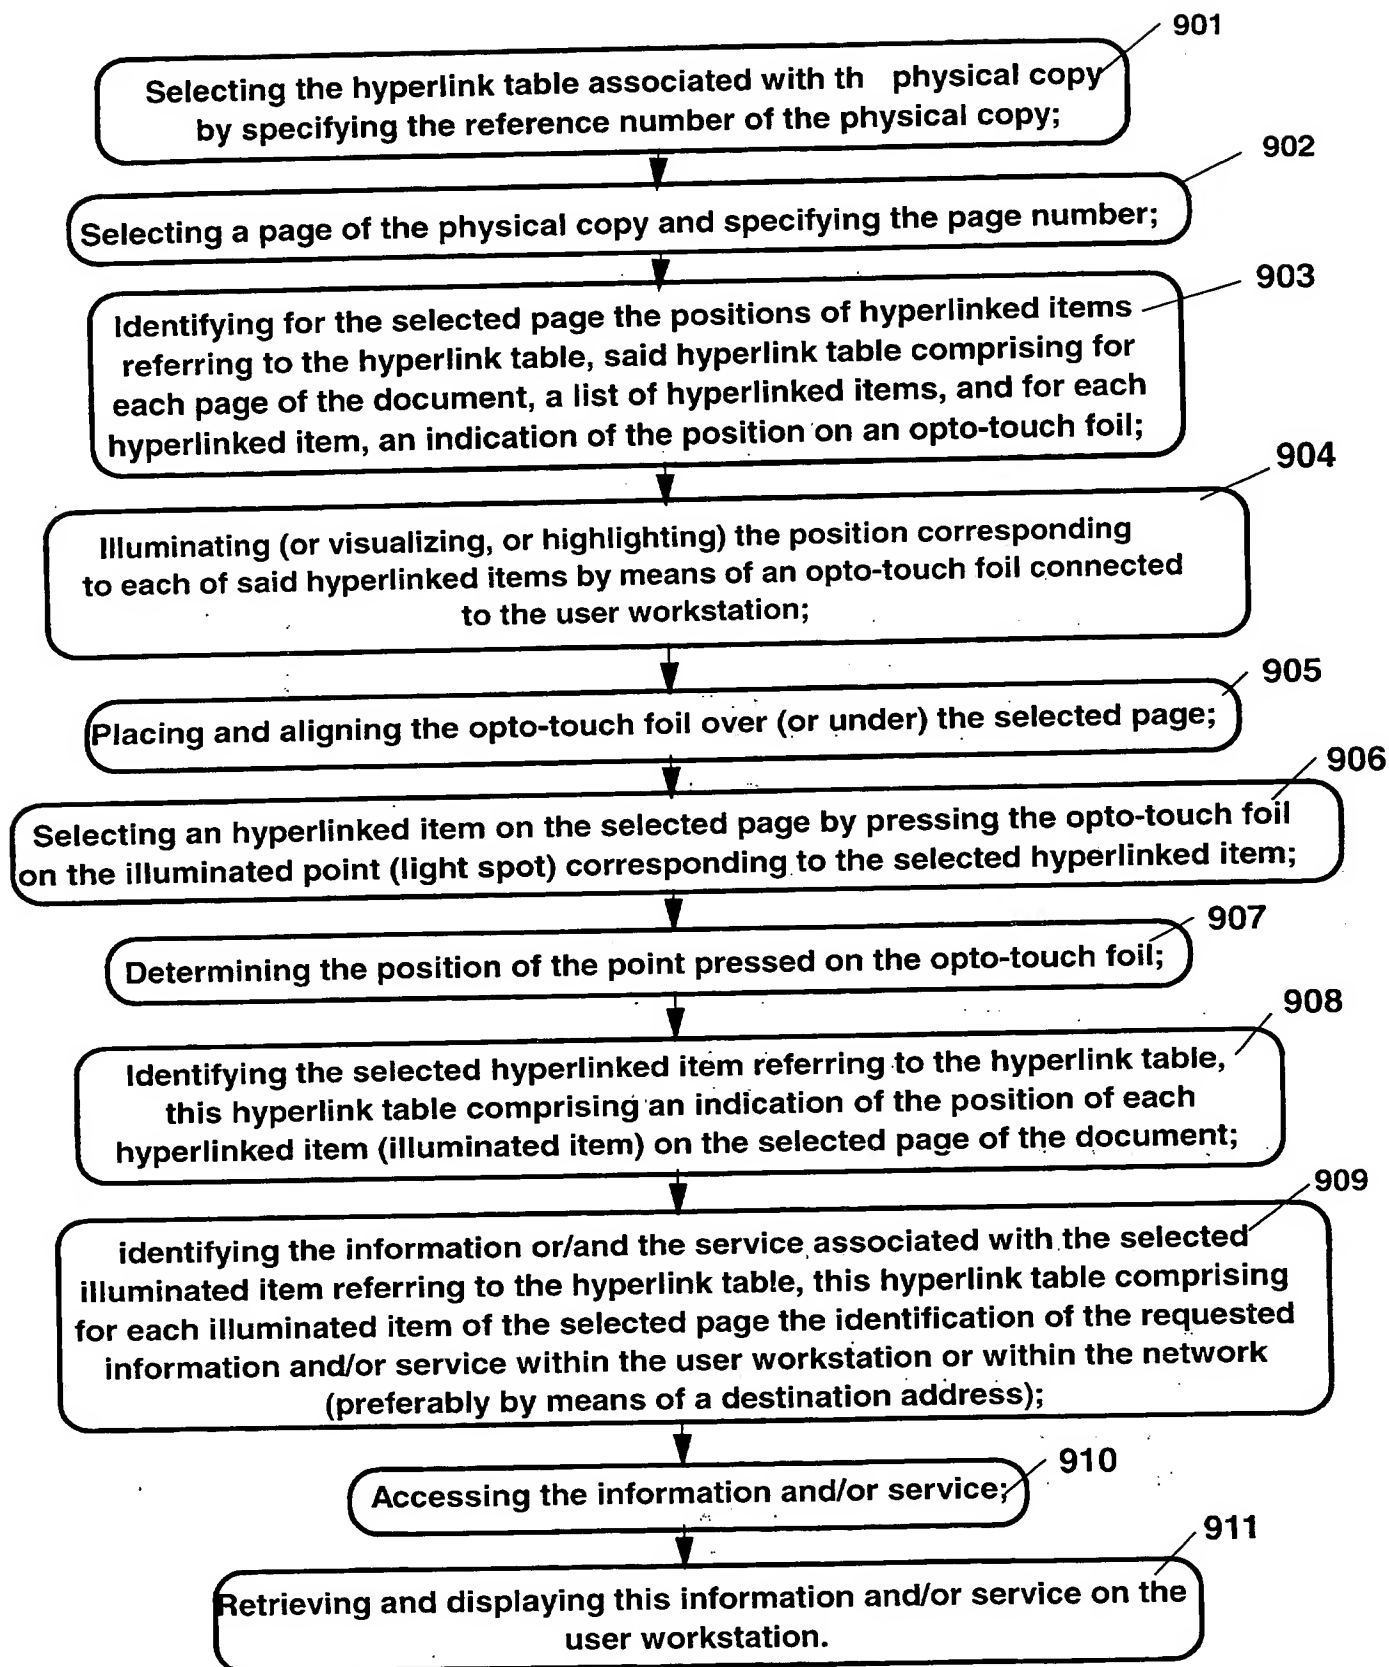 901
Selecting the hyperlink table associated with th physical copy
by specifying the reference number of the physical copy;
902
Selecting a page of the physical copy and specifying the page number;
903
Identifying for the selected page the positions of hyperlinked items
referring to the hyperlink table, said hyperlink table comprising for
each page of the document, a list of hyperlinked items, and for each
hyperlinked item, an indication of the position on an opto-touch foil;
904
Illuminating (or visualizing, or highlighting) the position corresponding
to each of said hyperlinked items by means of an opto-touch foil connected
to the user workstation;
905
Placing and aligning the opto-touch foil over (or under) the selected page;
906
Selecting an hyperlinked item on the selected page by pressing the opto-touch foil
on the illuminated point (light spot) corresponding to the selected hyperlinked item;
907
Determining the position of the point pressed on the opto-touch foil;
908
Identifying the selected hyperlinked item referring to the hyperlink table,
this hyperlink table comprising an indication of the position of each
hyperlinked item (illuminated item) on the selected page of the document;
909
identifying the information or/and the service associated with the selected
illuminated item referring to the hyperlink table, this hyperlink table comprising
for each illuminated item of the selected page the identification of the requested
information and/or service within the user workstation or within the network
(preferably by means of a destination address);
910
Accessing the information and/or service;
911
Retrieving and displaying this information and/or service on the
user workstation.